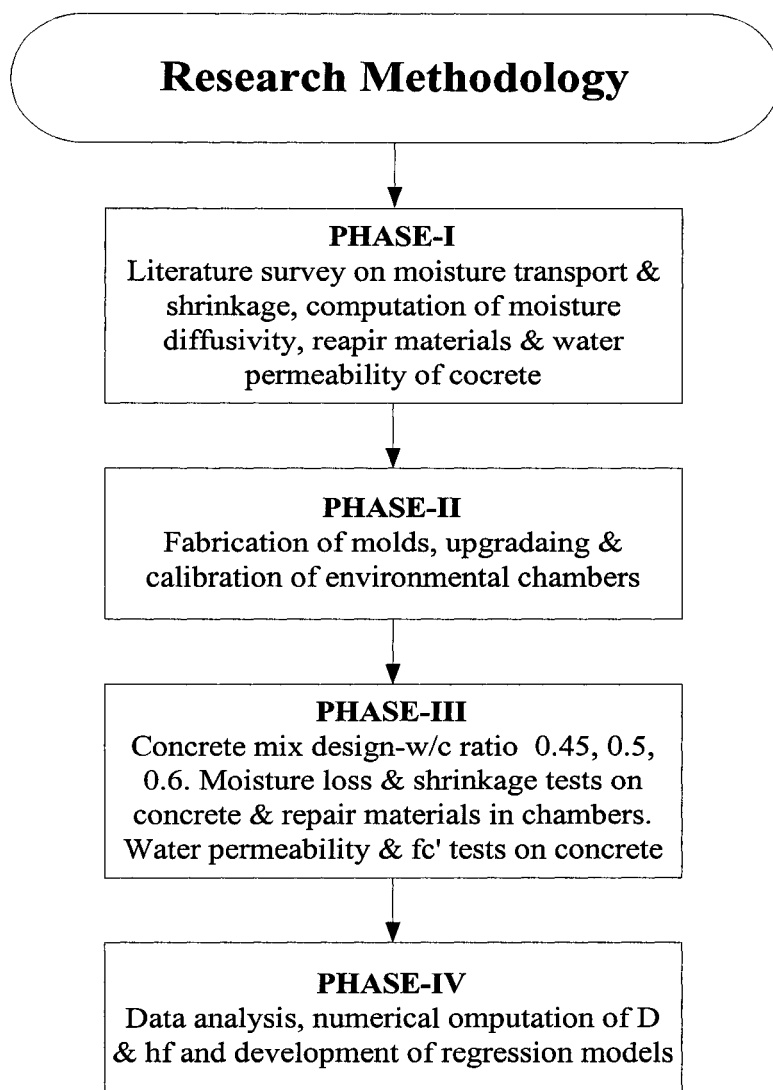 Research Methodology
PHASE-I
Literature survey on moisture transport &
shrinkage, computation of moisture
diffusivity, reapir materials & water
permeability of cocrete
PHASE-II
Fabrication of molds, upgradaing &
calibration of environmental chambers
PHASE-III
Concrete mix design-w/c ratio 0.45, 0.5,
0.6. Moisture loss & shrinkage tests on
concrete & repair materials in chambers.
Water permeability & fc' tests on concrete
PHASE-IV
Data analysis, numerical omputation of D
& hf and development of regression models